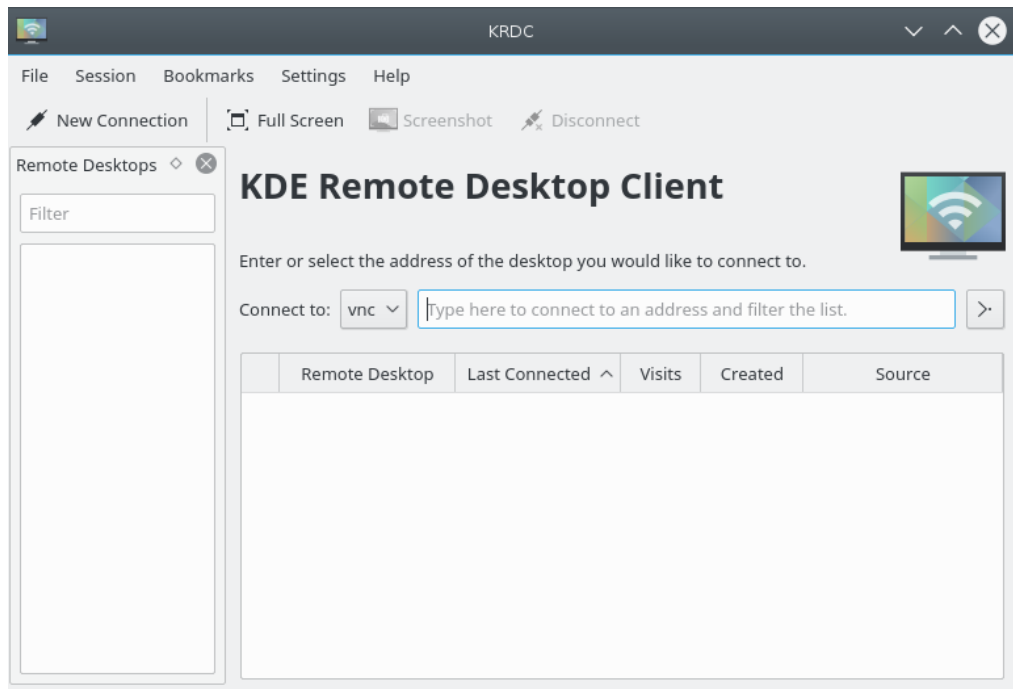 KRDC
File Session Bookmarks Settings Help
New Connection Full Screen Screenshot Disconnect
Remote Desktops
Filter
KDE Remote Desktop Client
Enter or select the address of the desktop you would like to connect to.
Connect to: vnc Type here to connect to an address and filter the list.
Remote Desktop Last Connected Visits Created Source